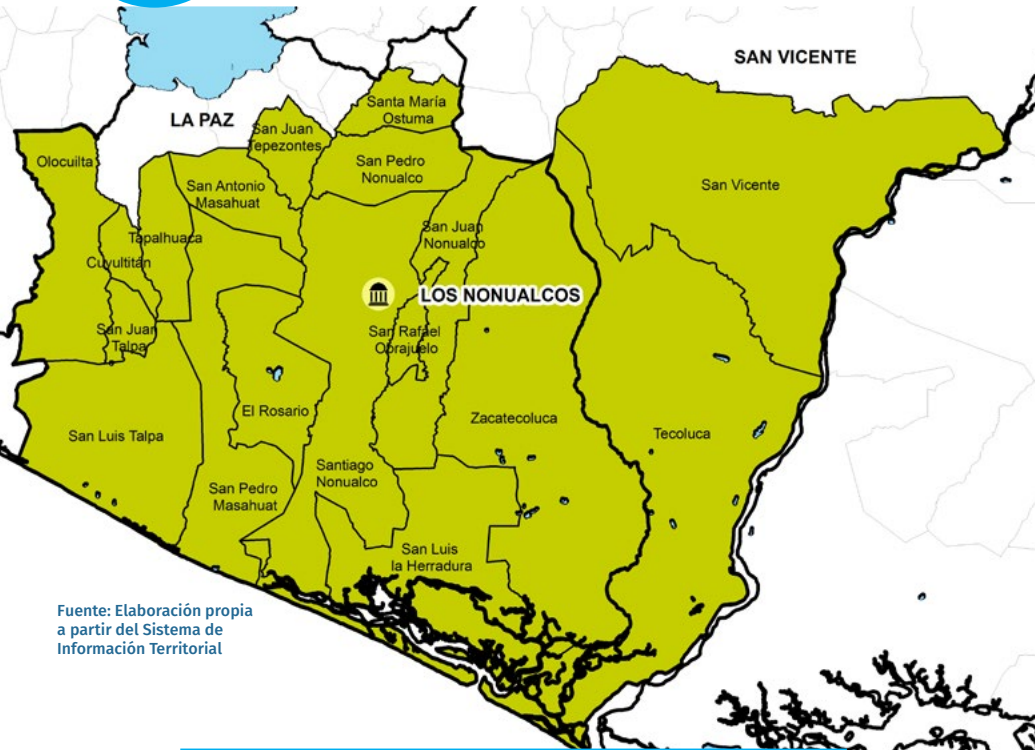 SAN VICENTE
LA PAZ
Santa María
Ostuma
San Juan
Tepezontes
Olocuilta
San Pedro
Nonualco
San Antonio
Masahuat
San Vicente
Tapalhuaca
San Juan
Nonualco
Cuyultitán
LOS NONUALCOS
San Juan
Talpa
San Rafael
Obrajuelo
El Rosario
Zacatecoluca
San Luis Talpa
Tecoluca
Santiago
Nonualco
San Pedro
Masahuat
San Luis
la Herradura
Fuente: Elaboración propia
a partir del Sistema de
Información Territorial